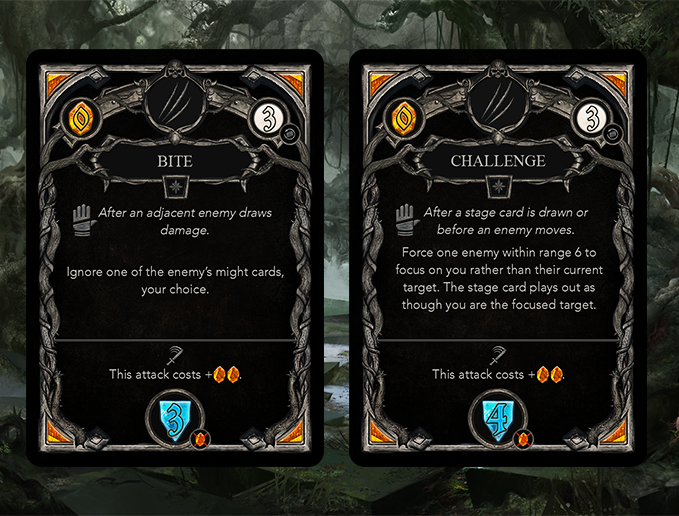 0
3
BITE
After an adjacent enemy draws
damage.
Ignore one of the enemy's might cards,
your choice.
This attack costs +
.
3
0
3
CHALLENGE
After a stage card is drawn or
before an enemy moves.
Force one enemy within range 6 to
focus on you rather than their current
target. The stage card plays out as
though you are the focused target.
This attack costs +
.
4